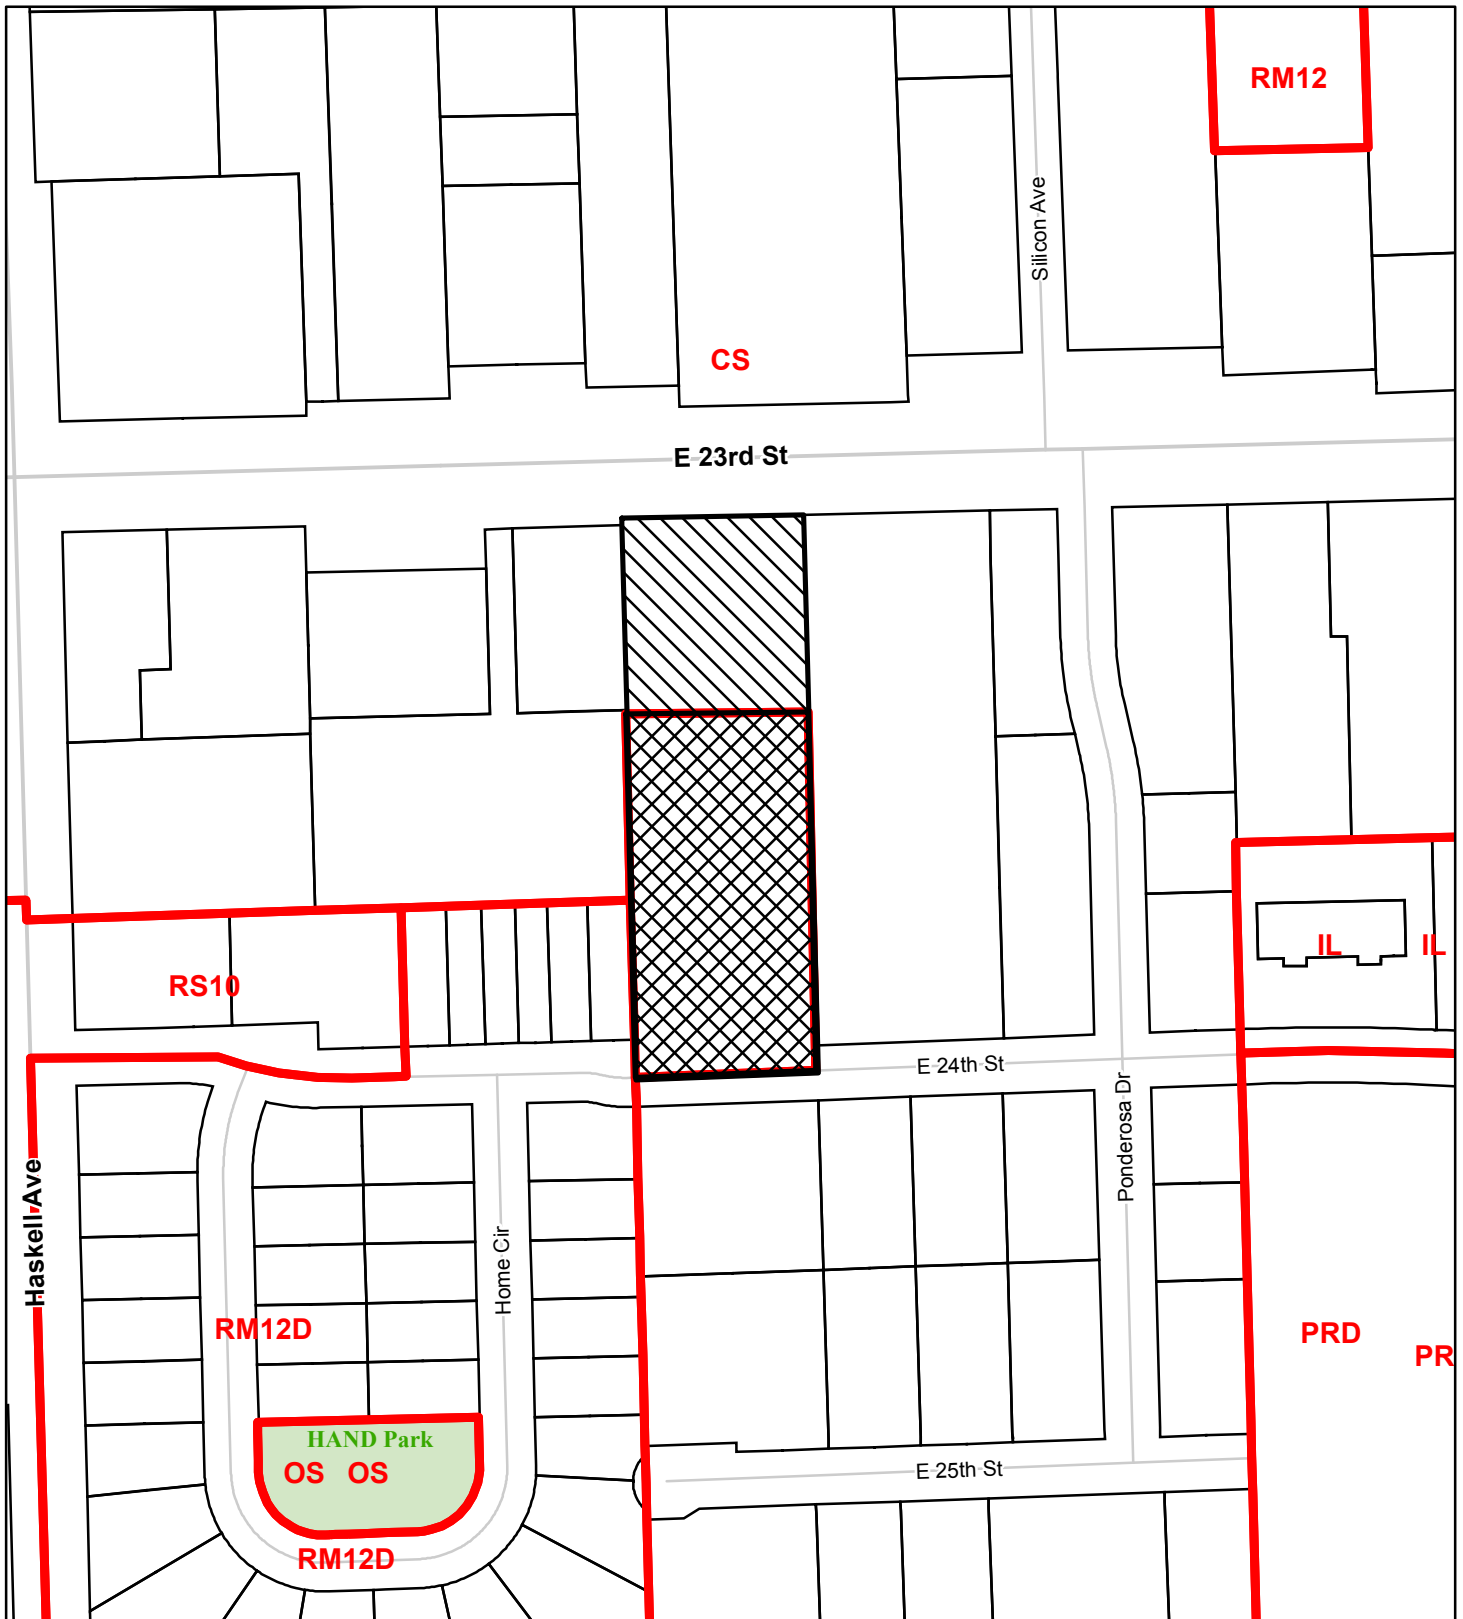 RM12
Silicon Ave
CS
E 23rd St
IL
IL
RS10
E 24th St
Ponderosa Dr
Haskell Ave
Home Cir
RM12D
PRD
PR
HAND Park
OS OS
E 25th St
RM12D